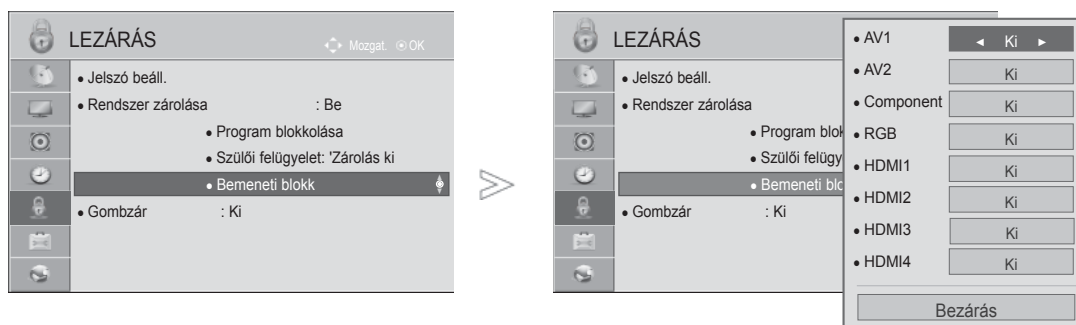 LEZÁRÁS
Mozgat. OK
• Jelszó beáll.
• Rendszer zárolása : Be
• Program blokkolása
• Szülői felügyelet: 'Zárolás ki
• Bemeneti blokk
• Gombzár : Ki
LEZÁRÁS
• Jelszó beáll.
• Rendszer zárolása
• Program blok
• Szülői felügy
• Bemeneti blo
• Gombzár : Ki
• AV1 ◄ Ki ►
• AV2 Ki
• Component Ki
• RGB Ki
• HDMI1 Ki
• HDMI2 Ki
• HDMI3 Ki
• HDMI4 Ki
Bezárás